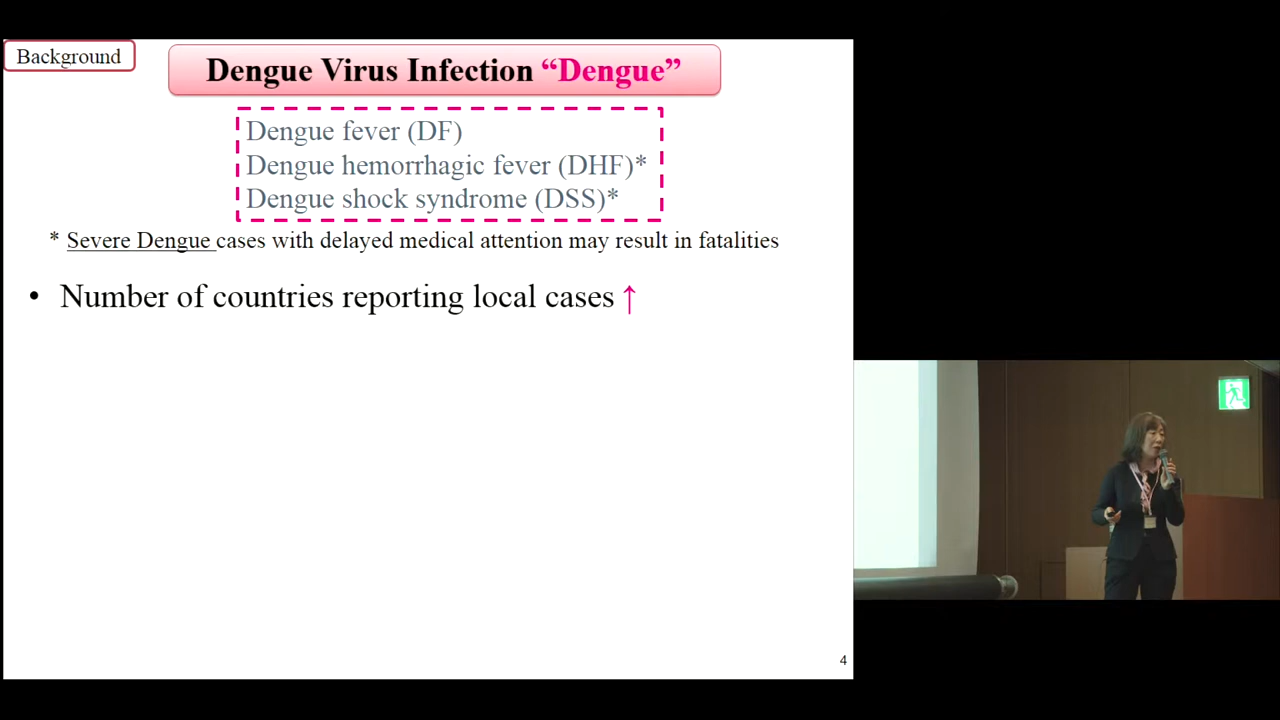 Background
Dengue Virus Infection “Dengue”
Dengue fever (DF)
Dengue hemorrhagic fever (DHF)*
Dengue shock syndrome (DSS)*
* Severe Dengue cases with delayed medical attention may result in fatalities
• Number of countries reporting local cases ↑
4